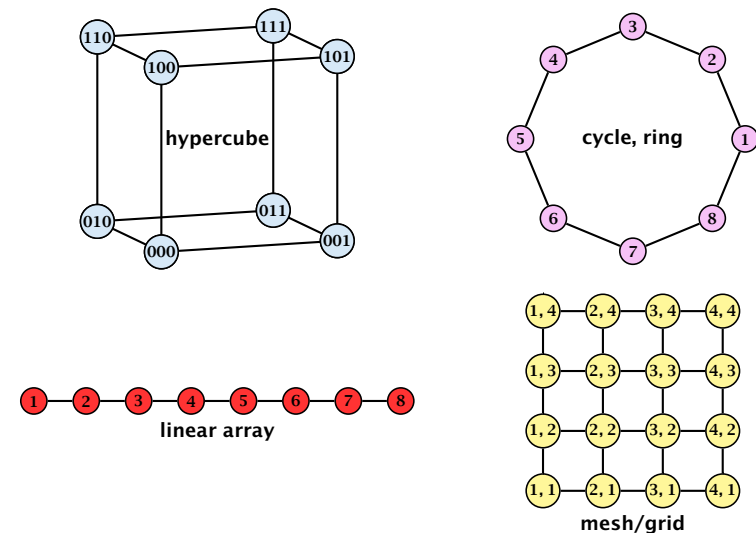 110
111
100
101
hypercube
010
011
000
001
3
4
2
5
cycle, ring
1
6
8
7
1 2 3 4 5 6 7 8
linear array
1, 4 2, 4 3, 4 4, 4
1, 3 2, 3 3, 3 4, 3
1, 2 2, 2 3, 2 4, 2
1, 1 2, 1 3, 1 4, 1
mesh/grid